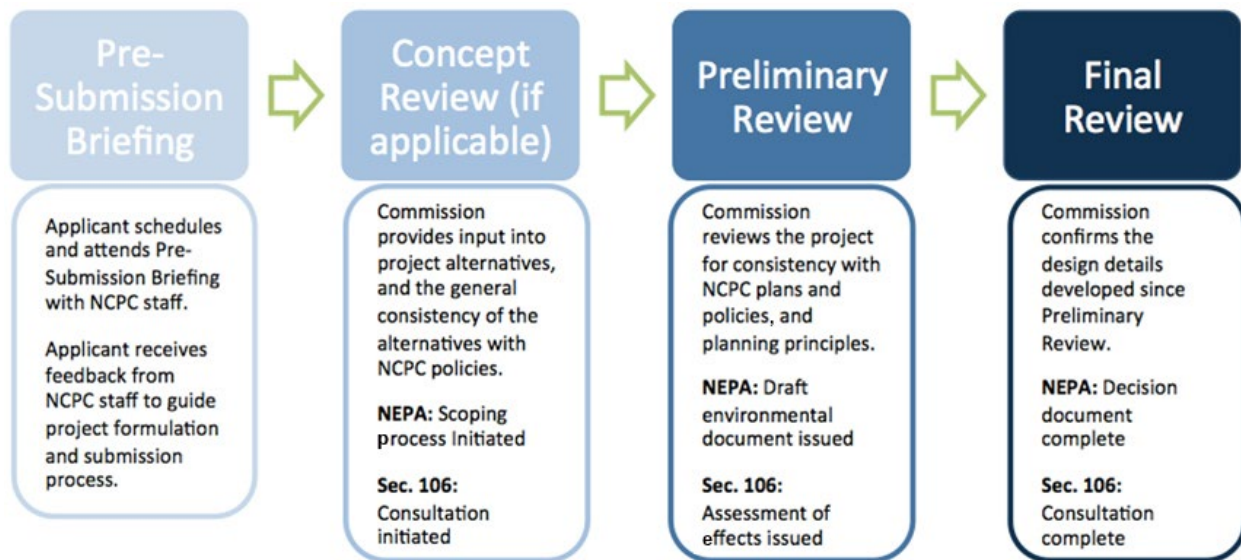 Pre-
Submission
Briefing
Applicant schedules
and attends Pre-
Submission Briefing
with NCPC staff.
Applicant receives
feedback from
NCPC staff to guide
project formulation
and submission
process.
Concept
Review (if
applicable)
Commission
provides input into
project alternatives,
and the general
consistency of the
alternatives with
NCPC policies.
NEPA: Scoping
process Initiated
Sec. 106:
Consultation
initiated
Preliminary
Review
Commission
reviews the project
for consistency with
NCPC plans and
policies, and
planning principles.
NEPA: Draft
environmental
document issued
Sec. 106:
Assessment of
effects issued
Final
Review
Commission
confirms the
design details
developed since
Preliminary
Review.
NEPA: Decision
document
complete
Sec. 106:
Consultation
complete